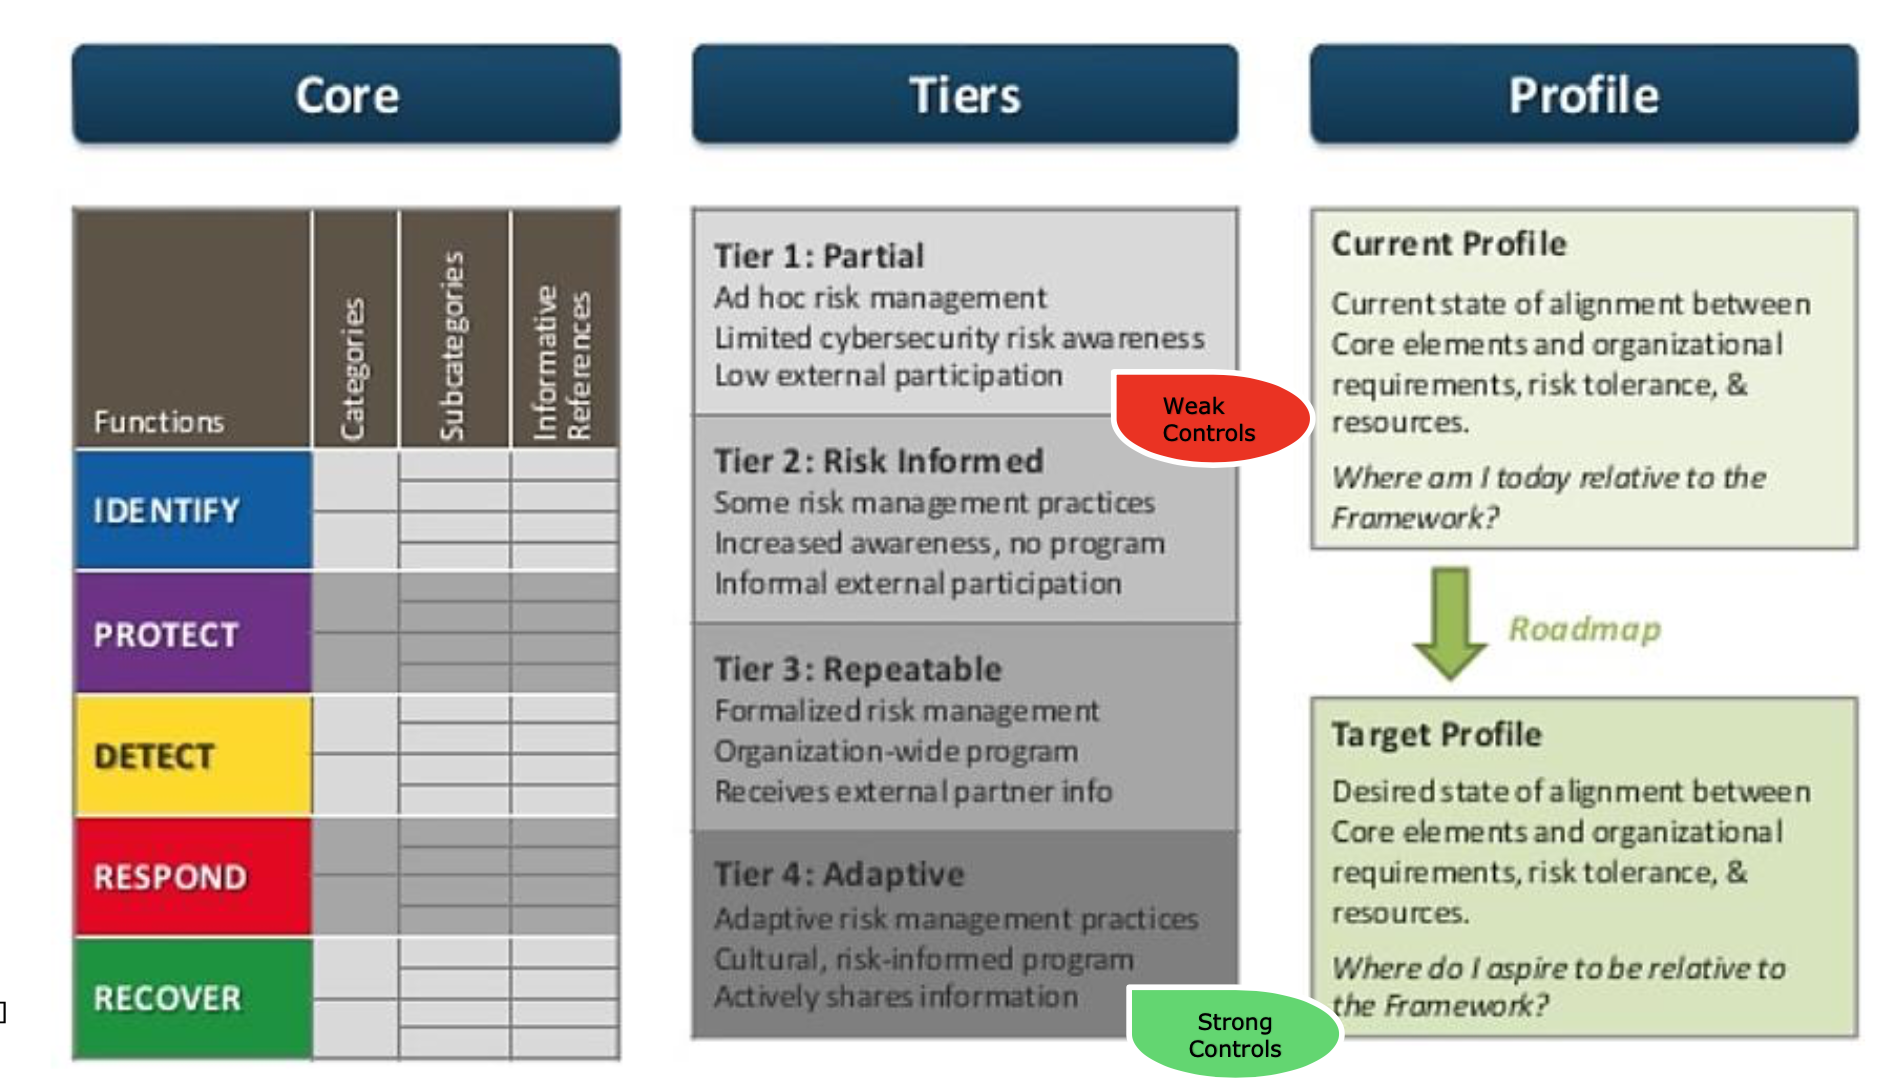 Core
Tiers
Profile
Functions
Categories
Subcategories
Informative
References
IDENTIFY
PROTECT
DETECT
RESPOND
RECOVER
]
Tier 1: Partial
Ad hoc risk management
Limited cybersecurity risk awareness
Low external participation
Weak
Controls
Tier 2: Risk Informed
Some risk management practices
Increased awareness, no program
Informal external participation
Tier 3: Repeatable
Formalized risk management
Organization-wide program
Receives external partner info
Tier 4: Adaptive
Adaptive risk management practices
Cultural, risk-informed program
Actively shares information
Strong
Controls
Current Profile
Current state of alignment between
Core elements and organizational
requirements, risk tolerance, &
resources.
Where am I today relative to the
Framework?
Roadmap
Target Profile
Desired state of alignment between
Core elements and organizational
requirements, risk tolerance, &
resources.
Where do I aspire to be relative to
the Framework?